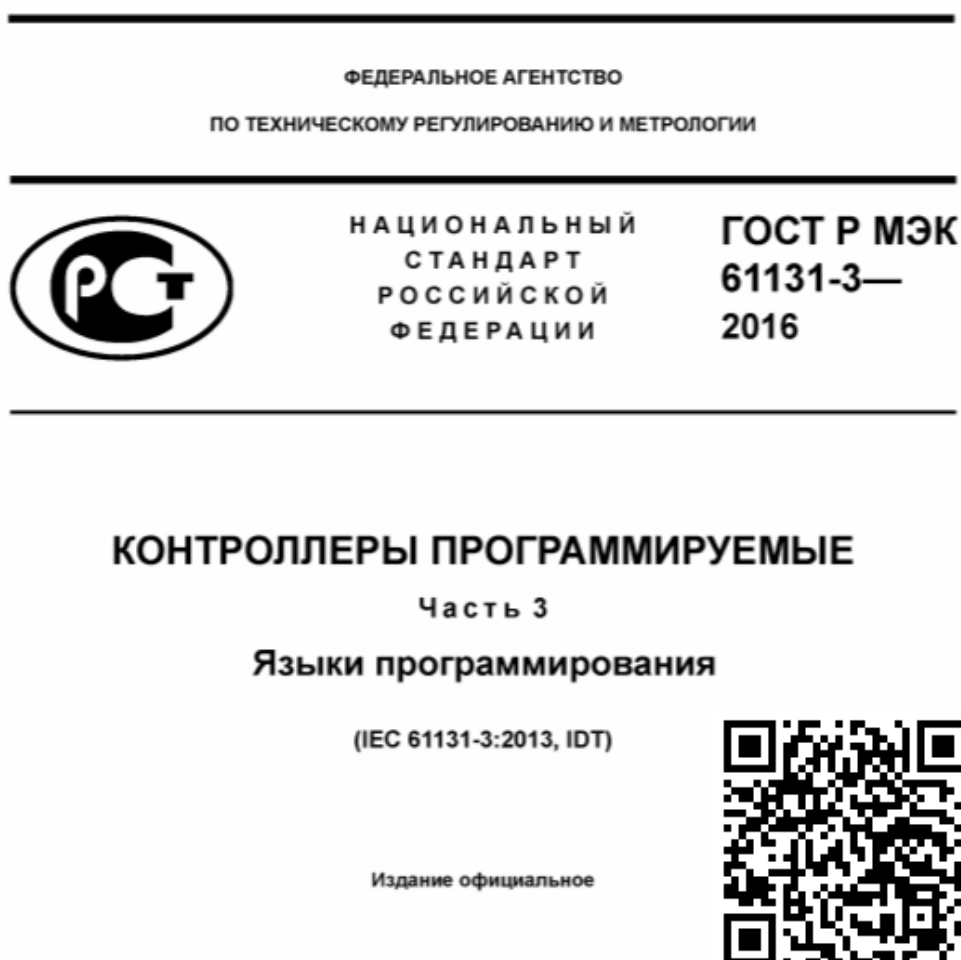 ФЕДЕРАЛЬНОЕ АГЕНТСТВО
ПО ТЕХНИЧЕСКОМУ РЕГУЛИРОВАНИЮ И МЕТРОЛОГИИ
РСТ
НАЦИОНАЛЬНЫЙ
СТАНДАРТ
РОССИЙСКОЙ
ФЕДЕРАЦИИ
ГОСТ Р МЭК
61131-3—
2016
КОНТРОЛЛЕРЫ ПРОГРАММИРУЕМЫЕ
Часть 3
Языки программирования
(IEC 61131-3:2013, IDT)
Издание официальное